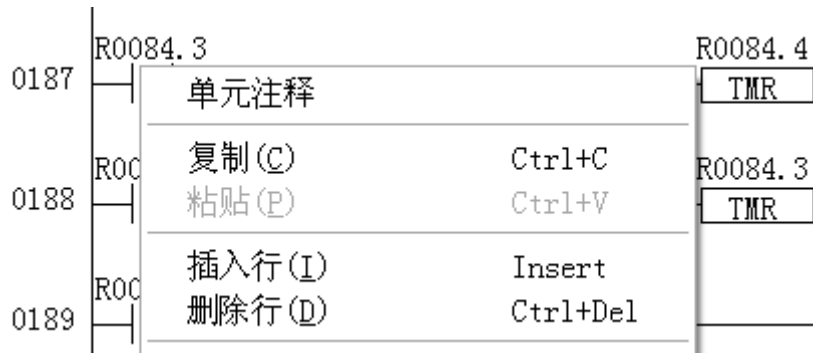 R0084.3 R0084.4
0187 TMR
单元注释
复制(C) Ctrl+C
R00 R0084.3
0188 粘贴(P) Ctrl+V TMR
插入行(I) Insert
R00
0189 删除行(D) Ctrl+Del